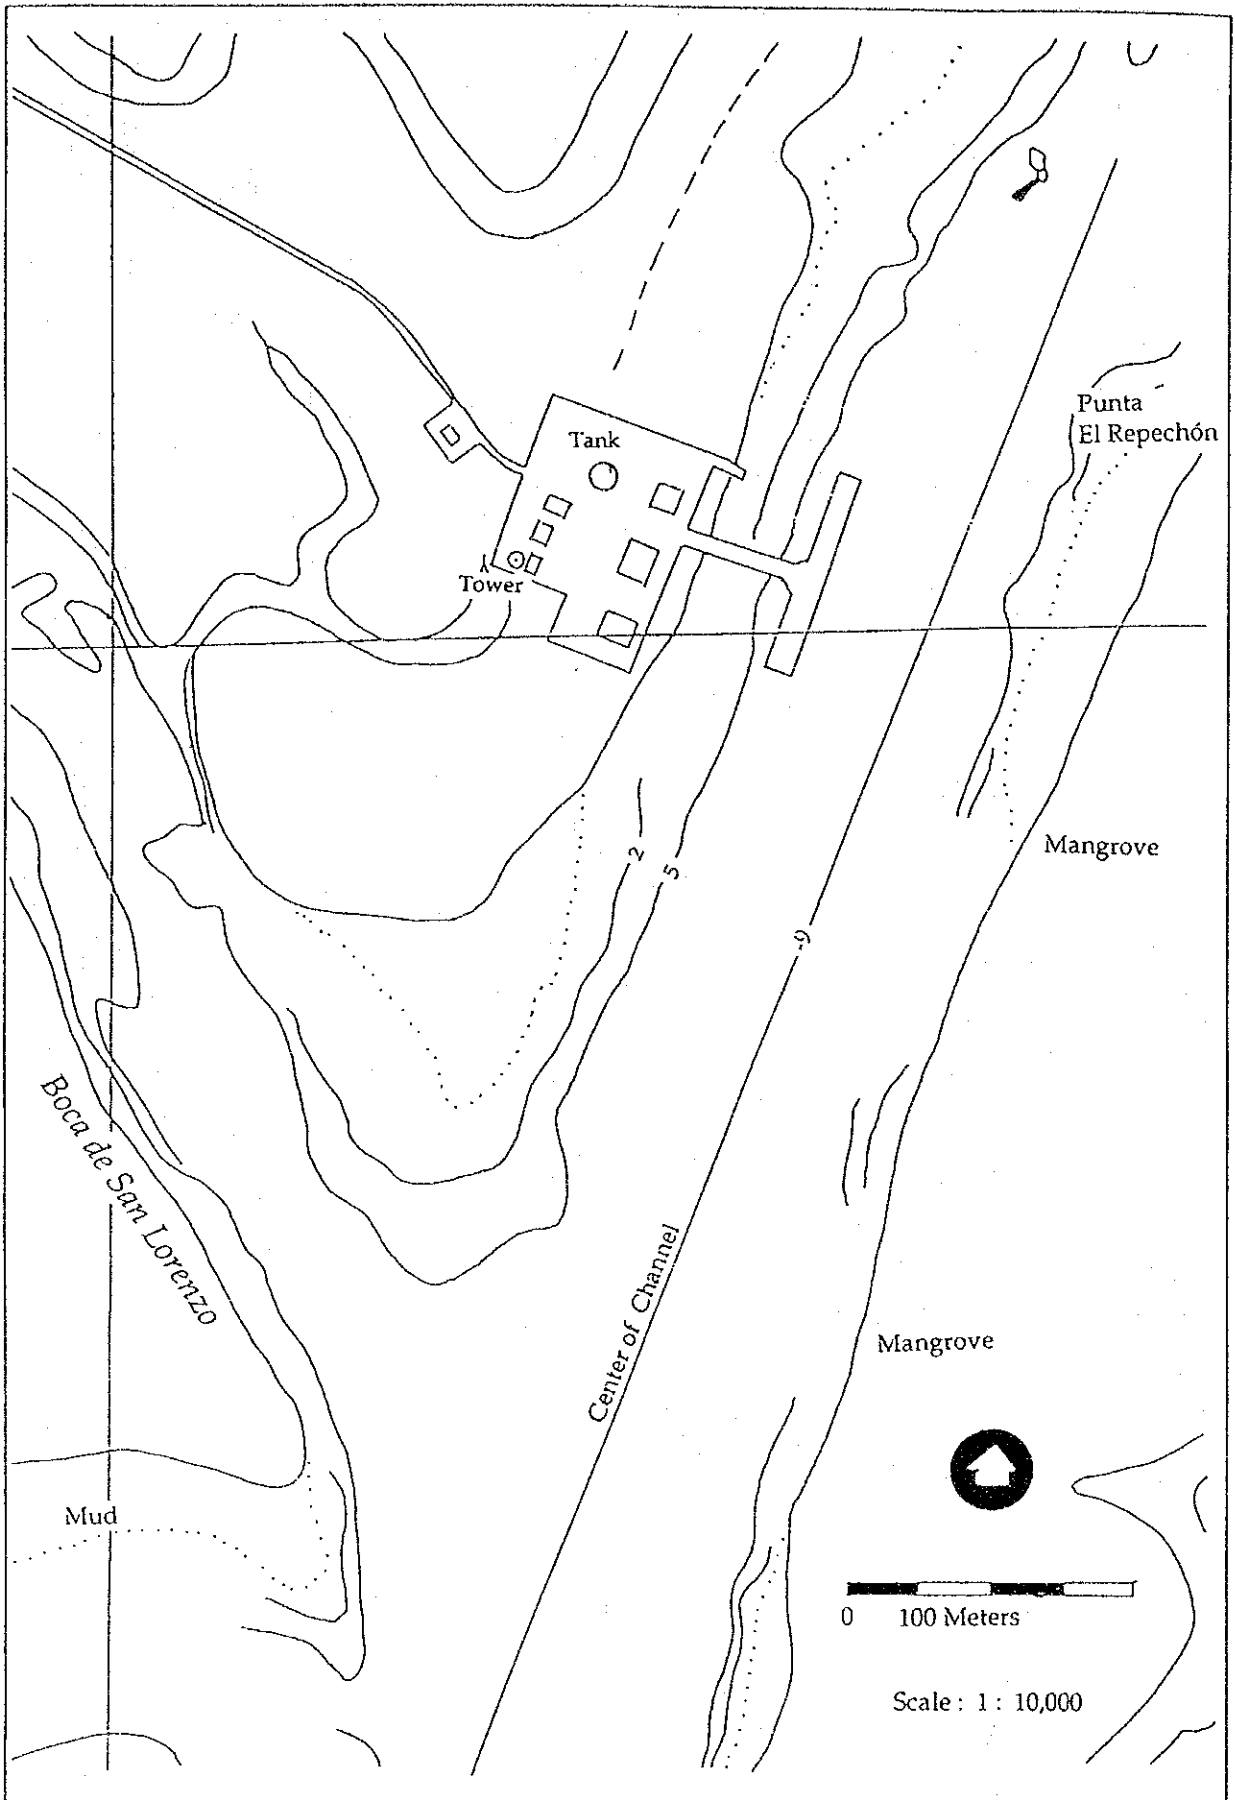 Tank
Punta
El Repechón
Tower
2
5
-9
Mangrove
Boca de San Lorenzo
Center of Channel
Mangrove
Mud
0 100 Meters
Scale : 1 : 10,000